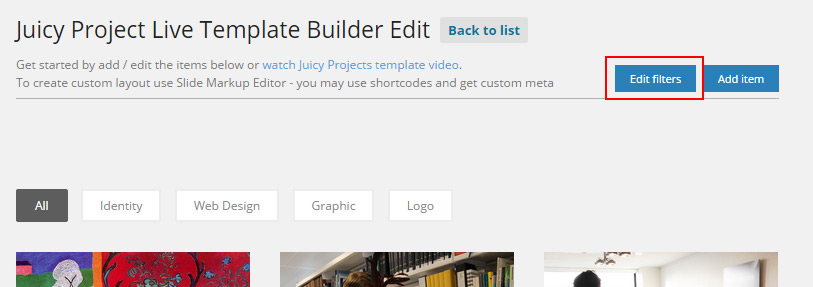 Juicy Project Live Template Builder Edit Back to list
Get started by add / edit the items below or watch Juicy Projects template video.
To create custom layout use Slide Markup Editor - you may use shortcodes and get custom meta
Edit filters Add item
All Identity Web Design Graphic Logo